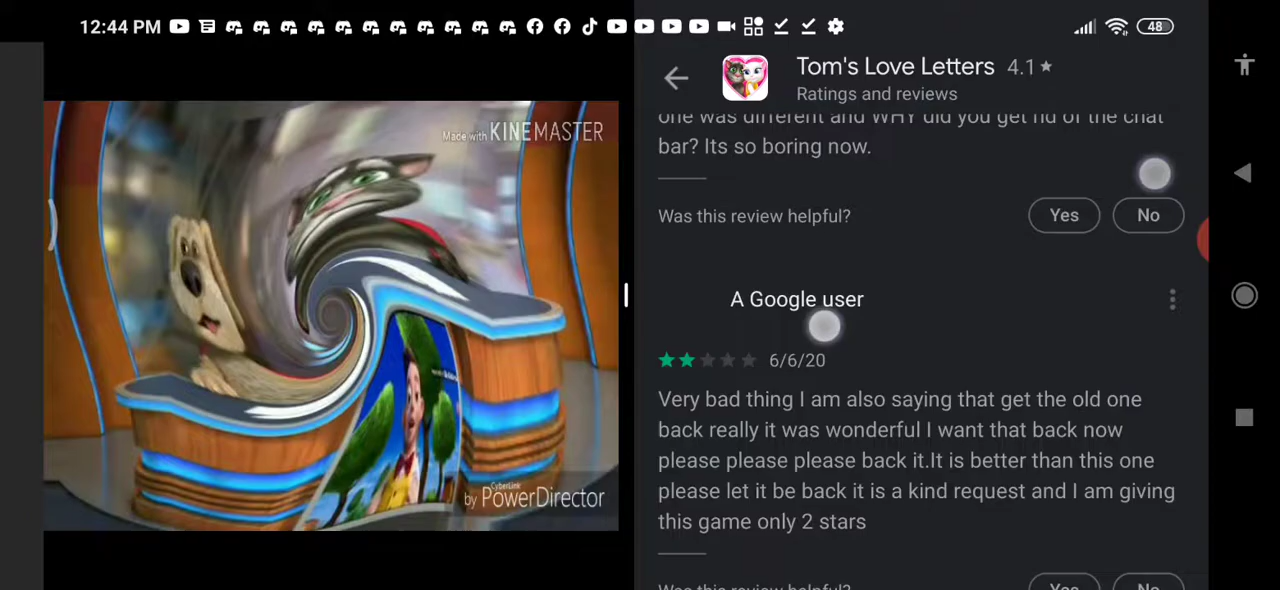 12:44 PM
48
Made with KINEMASTER
CyberLink
by PowerDirector
Tom's Love Letters 4.1
Ratings and reviews
one was different and WHY did you get rid of the chat
bar? Its so boring now.
Was this review helpful?
Yes
No
A Google user
6/6/20
Very bad thing I am also saying that get the old one
back really it was wonderful I want that back now
please please please back it.It is better than this one
please let it be back it is a kind request and I am giving
this game only 2 stars
Was this review helpful?
Yes
No